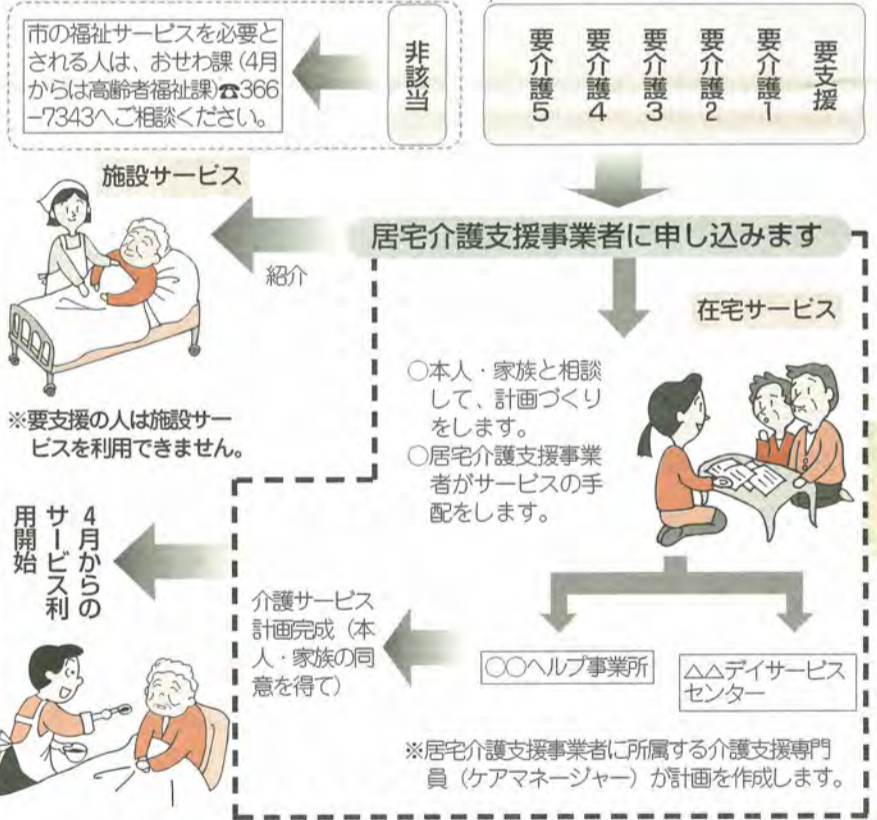 市の福祉サービスを必要と
される人は、おせわ課(4月
からは高齢者福祉課)☎366
-7343へご相談ください。
非該当
要支援
要介護1
要介護2
要介護3
要介護4
要介護5
施設サービス
居宅介護支援事業者に申し込みます
紹介
在宅サービス
※要支援の人は施設サー
ビスを利用できません。
○本人・家族と相談
して、計画づくり
をします。
○居宅介護支援事業
者がサービスの手
配をします。
4月からの
サービス利
用開始
介護サービス
計画完成(本
人・家族の同
意を得て)
○○ヘルプ事業所
△△デイサービス
センター
※居宅介護支援事業者に所属する介護支援専門
員(ケアマネージャー)が計画を作成します。